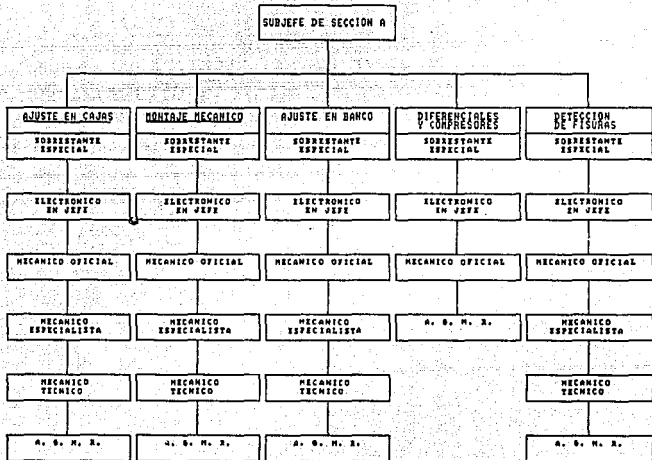 SUBJEFE DE SECCION A
AJUSTE EN CAJAS
SOBRESTANTE
ESPECIAL
MONTAJE MECANICO
SOBRESTANTE
ESPECIAL
AJUSTE EN BANCO
SOBRESTANTE
ESPECIAL
DIFERENCIALES
Y COMPRESORES
SOBRESTANTE
ESPECIAL
DETECCION
DE FISURAS
SOBRESTANTE
ESPECIAL
ELECTRONICO
EN JEFE
ELECTRONICO
EN JEFE
ELECTRONICO
EN JEFE
ELECTRONICO
EN JEFE
ELECTRONICO
EN JEFE
MECANICO OFICIAL
MECANICO OFICIAL
MECANICO OFICIAL
MECANICO OFICIAL
MECANICO OFICIAL
MECANICO
ESPECIALISTA
MECANICO
ESPECIALISTA
MECANICO
ESPECIALISTA
A. G. M. R.
MECANICO
ESPECIALISTA
MECANICO
TECNICO
MECANICO
TECNICO
MECANICO
TECNICO
MECANICO
TECNICO
A. G. M. R.
A. G. M. R.
A. G. M. R.
A. G. M. R.